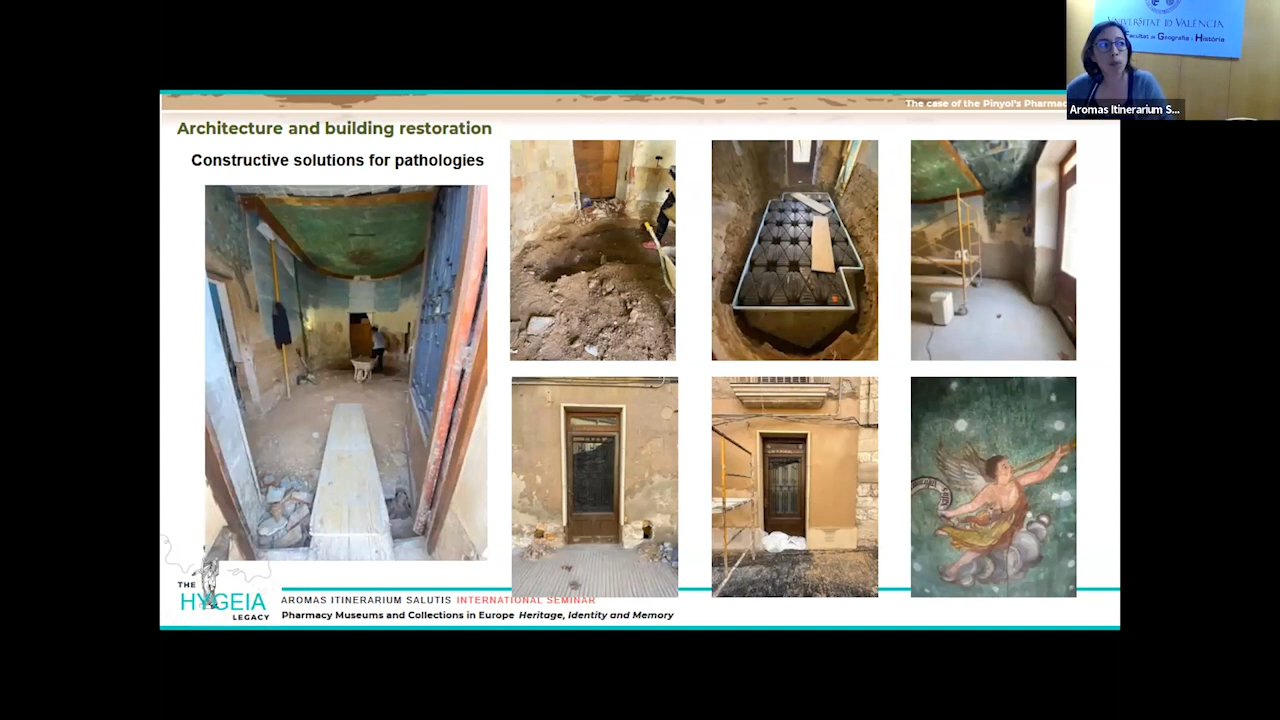 VNIVERSITAT ID VALÈNCIA
Facultat de Geografia i Història
Aromas Itinerarium S...
The case of the Pinyol's Pharmac
Architecture and building restoration
Constructive solutions for pathologies
THE
HYGEIA
LEGACY
AROMAS ITINERARIUM SALUTIS INTERNATIONAL SEMINAR
Pharmacy Museums and Collections in Europe Heritage, Identity and Memory